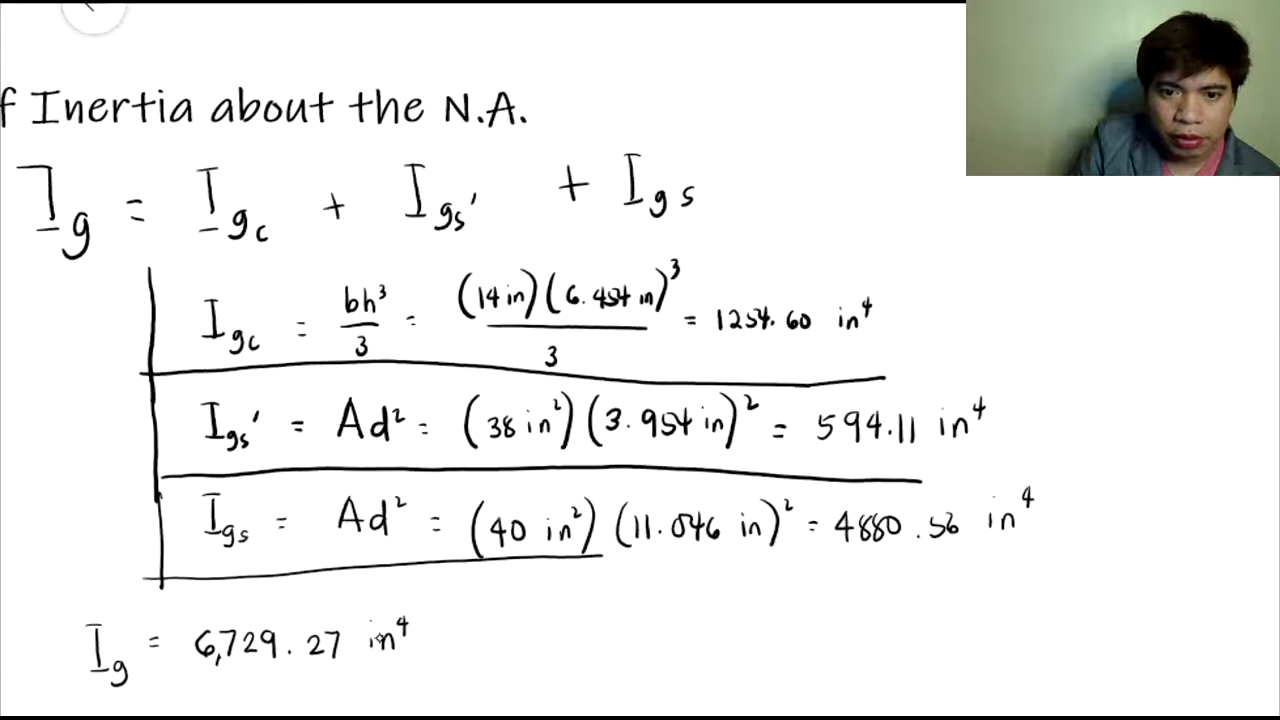 f Inertia about the N.A.
Ig = Igc + Igs' + Igs
Igc = bh³/3 = (14 in)(6.454 in)³/3 = 1254.60 in⁴
Igs' = Ad² = (38 in²)(3.954 in)² = 594.11 in⁴
Igs = Ad² = (40 in²)(11.046 in)² = 4880.56 in⁴
Ig = 6,729.27 in⁴